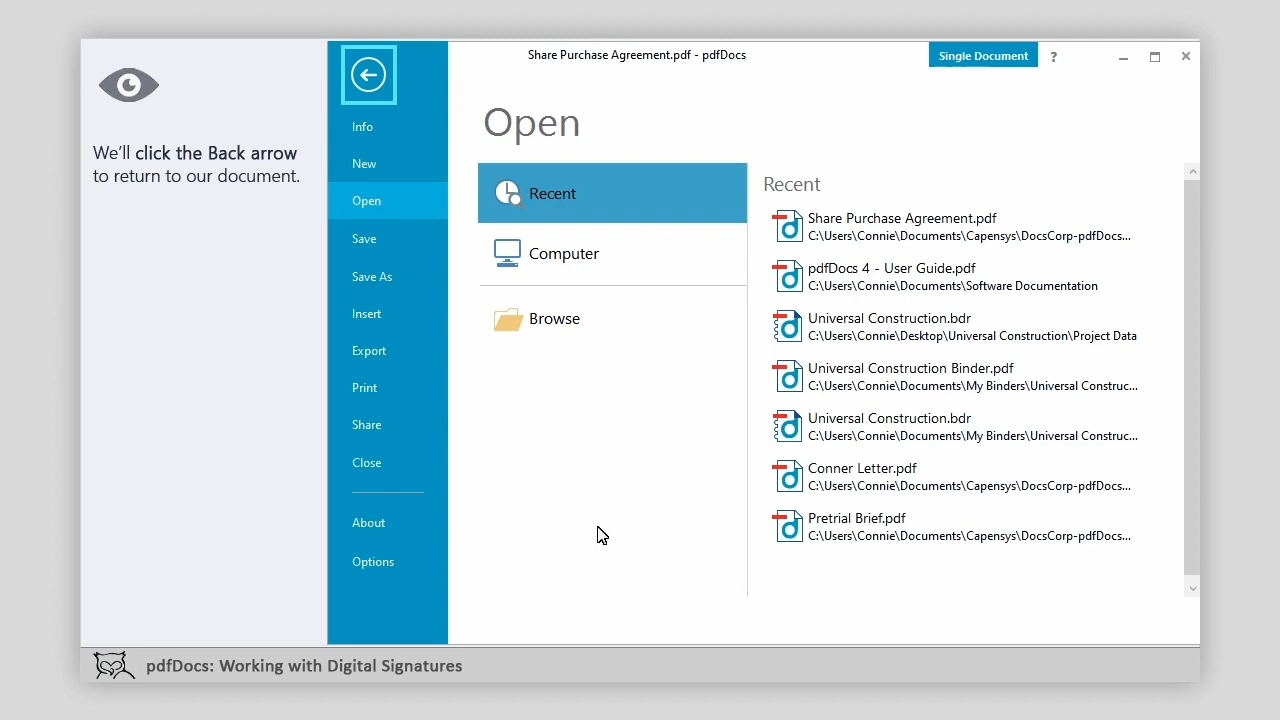 Share Purchase Agreement.pdf - pdfDocs
Single Document
?
We'll click the Back arrow
to return to our document.
Info
New
Open
Save
Save As
Insert
Export
Print
Share
Close
About
Options
Open
Recent
Computer
Browse
Recent
Share Purchase Agreement.pdf
C:\Users\Connie\Documents\Capensys\DocsCorp-pdfDocs...
pdfDocs 4 - User Guide.pdf
C:\Users\Connie\Documents\Software Documentation
Universal Construction.bdr
C:\Users\Connie\Desktop\Universal Construction\Project Data
Universal Construction Binder.pdf
C:\Users\Connie\Documents\My Binders\Universal Construc...
Universal Construction.bdr
C:\Users\Connie\Documents\My Binders\Universal Construc...
Conner Letter.pdf
C:\Users\Connie\Documents\Capensys\DocsCorp-pdfDocs...
Pretrial Brief.pdf
C:\Users\Connie\Documents\Capensys\DocsCorp-pdfDocs...
pdfDocs: Working with Digital Signatures